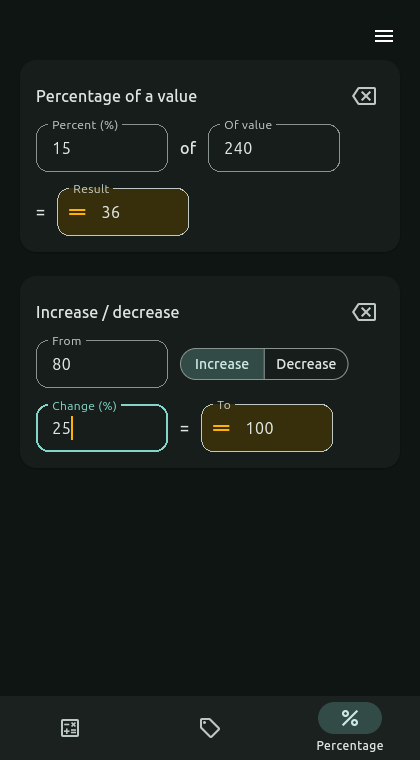 Percentage of a value
Percent (%)
15
of
Of value
240
=
Result
36
Increase / decrease
From
80
Increase
Decrease
Change (%)
25
=
To
100
Percentage